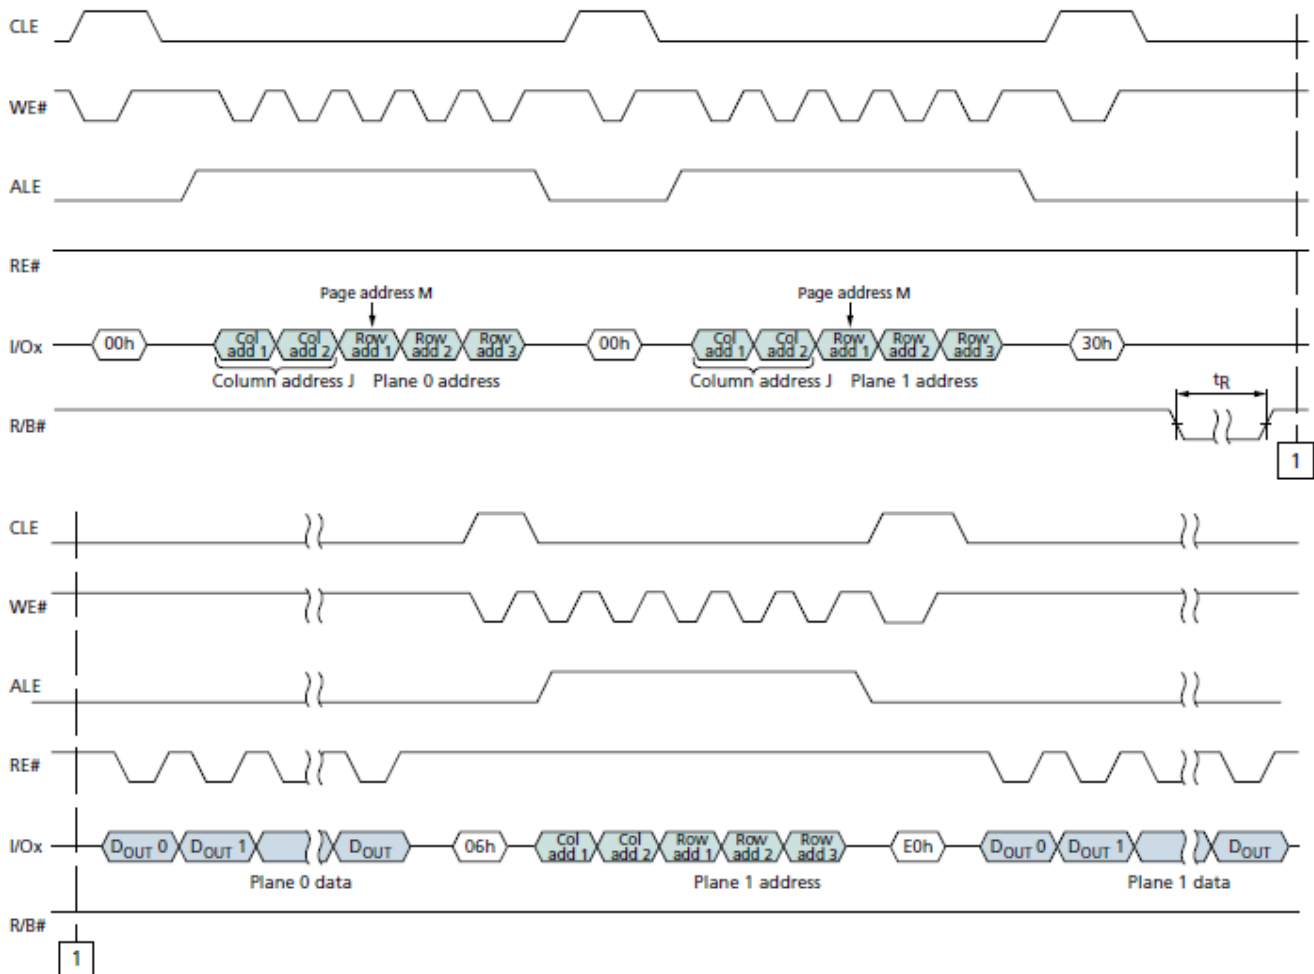 CLE
WE#
ALE
RE#
Page address M Page address M
I/Ox 00h Col add 1 Col add 2 Row add 1 Row add 2 Row add 3 00h Col add 1 Col add 2 Row add 1 Row add 2 Row add 3 30h
Column address J Plane 0 address Column address J Plane 1 address
tR
R/B#
1
CLE
WE#
ALE
RE#
I/Ox DOUT 0 DOUT 1 DOUT 06h Col add 1 Col add 2 Row add 1 Row add 2 Row add 3 E0h DOUT 0 DOUT 1 DOUT
Plane 0 data Plane 1 address Plane 1 data
R/B#
1